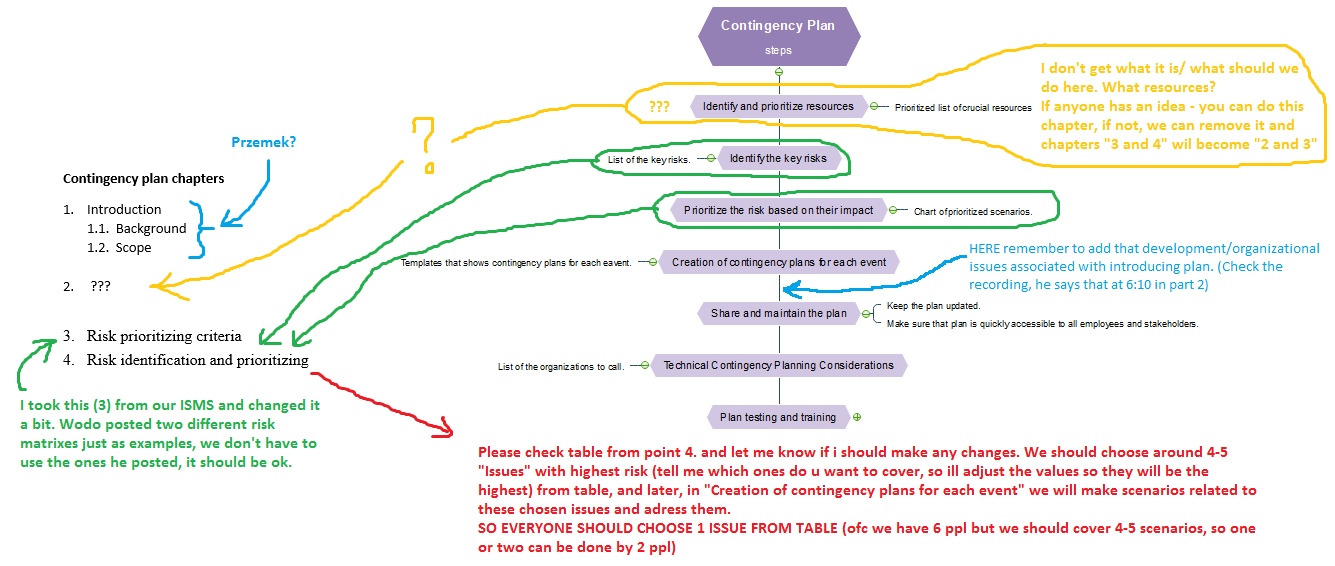 Contingency Plan
steps
??? Identify and prioritize resources
Prioritized list of crucial resources
I don't get what it is/ what should we
do here. What resources?
If anyone has an idea - you can do this
chapter, if not, we can remove it and
chapters "3 and 4" wil become "2 and 3"
?
Przemek?
List of the key risks.
Identify the key risks
Contingency plan chapters
1. Introduction
1.1. Background
1.2. Scope
2. ???
3. Risk prioritizing criteria
4. Risk identification and prioritizing
Prioritize the risk based on their impact
Chart of prioritized scenarios.
Templates that shows contingency plans for each eavent.
Creation of contingency plans for each event
HERE remember to add that development/organizational
issues associated with introducing plan. (Check the
recording, he says that at 6:10 in part 2)
Share and maintain the plan
Keep the plan updated.
Make sure that plan is quickly accessible to all employees and stakeholders.
List of the organizations to call.
Technical Contingency Planning Considerations
Plan testing and training
I took this (3) from our ISMS and changed it
a bit. Wodo posted two different risk
matrixes just as examples, we don't have to
use the ones he posted, it should be ok.
Please check table from point 4. and let me know if i should make any changes. We should choose around 4-5
"Issues" with highest risk (tell me which ones do u want to cover, so ill adjust the values so they will be the
highest) from table, and later, in "Creation of contingency plans for each event" we will make scenarios related to
these chosen issues and adress them.
SO EVERYONE SHOULD CHOOSE 1 ISSUE FROM TABLE (ofc we have 6 ppl but we should cover 4-5 scenarios, so one
or two can be done by 2 ppl)